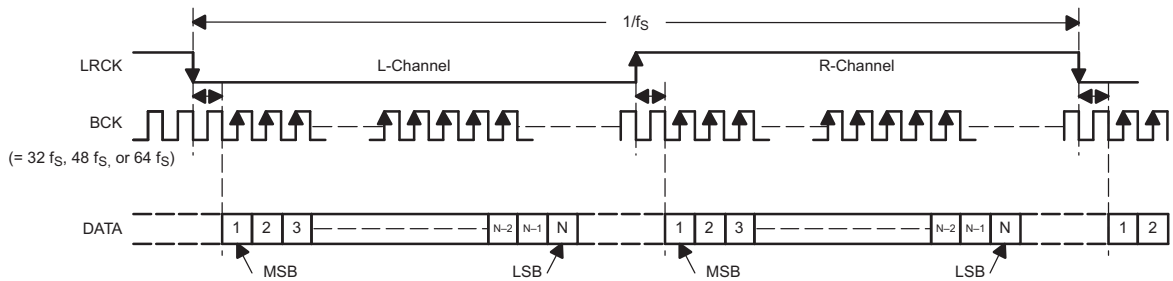 1/fS
LRCK
L-Channel
R-Channel
BCK
(= 32 fS, 48 fS, or 64 fS)
DATA 1 2 3 N–2 N–1 N 1 2 3 N–2 N–1 N 1 2
MSB LSB MSB LSB